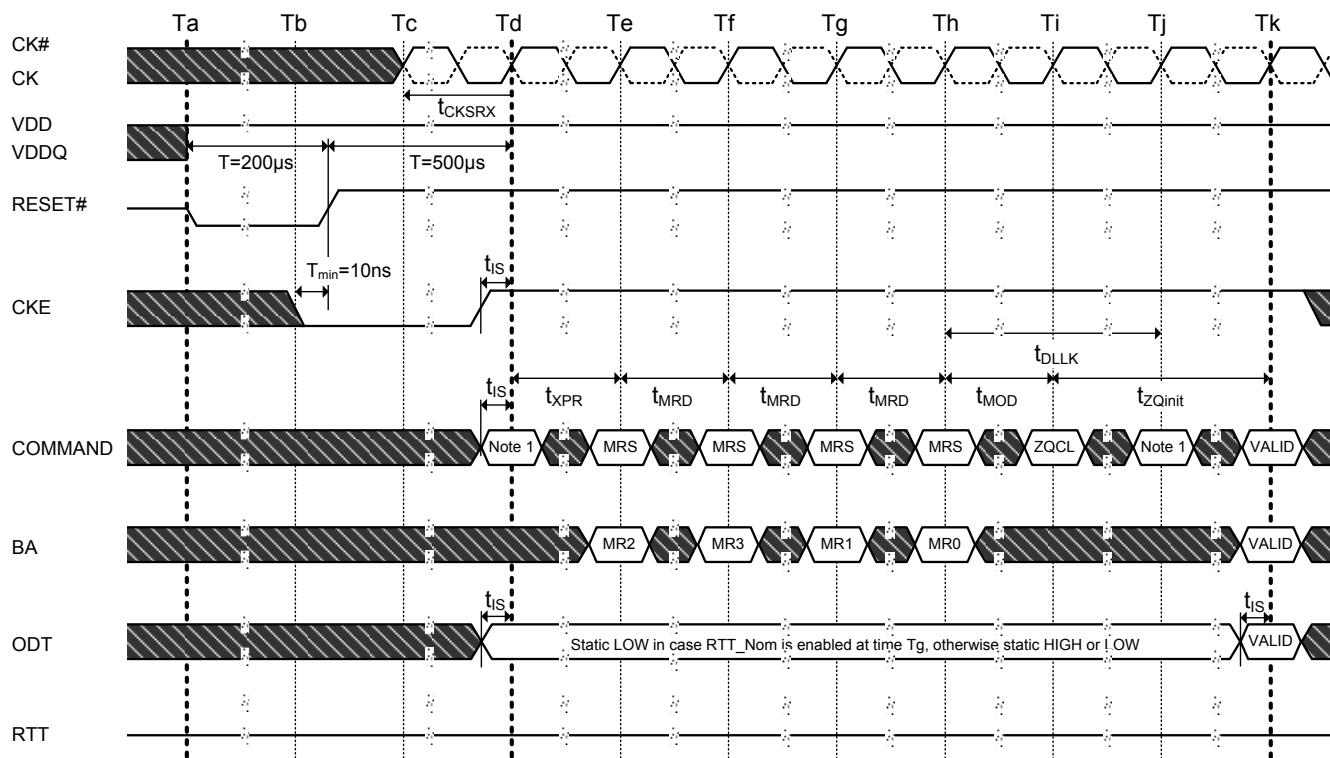 Ta Tb Tc Td Te Tf Tg Th Ti Tj Tk
CK#
CK
tCKSRX
VDD
VDDQ
T=200µs T=500µs
RESET#
Tmin=10ns tIS
CKE
tDLLK
tIS tXPR tMRD tMRD tMRD tMOD tZQinit
COMMAND Note 1 MRS MRS MRS MRS ZQCL Note 1 VALID
BA MR2 MR3 MR1 MR0 VALID
tIS tIS
ODT Static LOW in case RTT_Nom is enabled at time Tg, otherwise static HIGH or LOW VALID
RTT